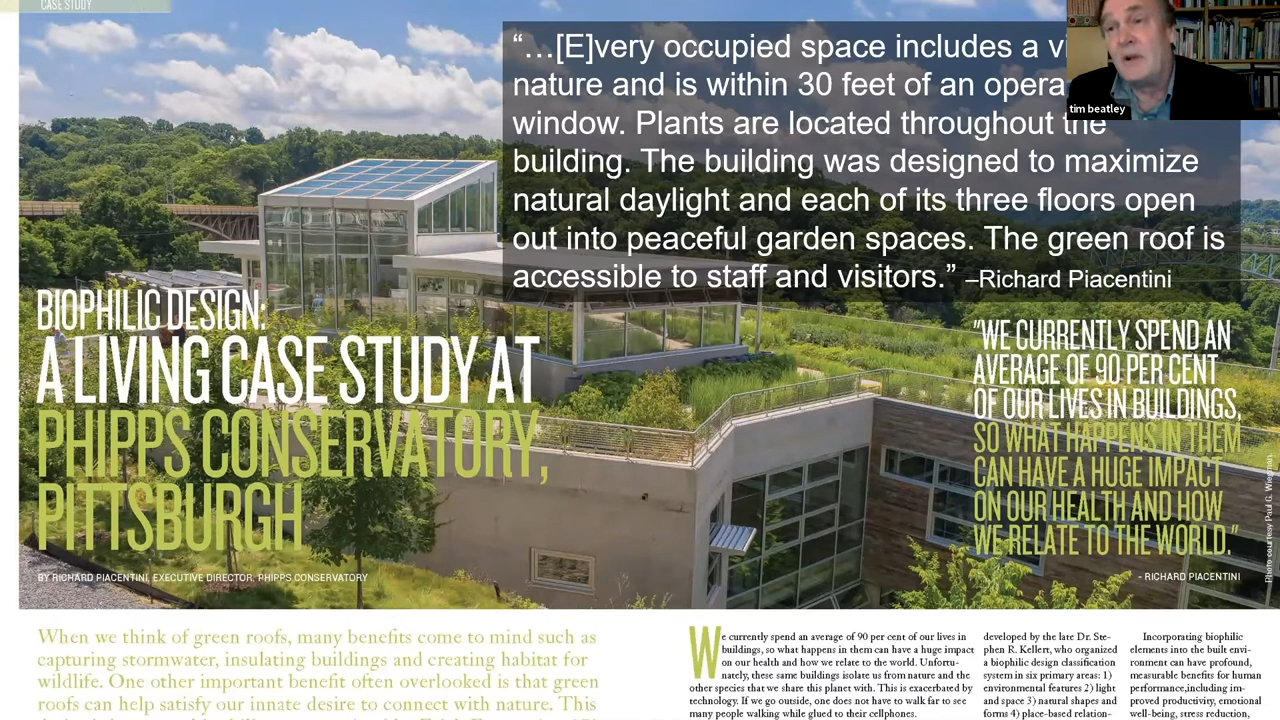 CASE STUDY
“…[E]very occupied space includes a
nature and is within 30 feet of an
window. Plants are located throughout the
building. The building was designed to maximize
natural daylight and each of its three floors open
out into peaceful garden spaces. The green roof is
accessible to staff and visitors.” –Richard Piacentini
tim beatley
BIOPHILIC DESIGN:
A LIVING CASE STUDY AT
PHIPPS CONSERVATORY,
PITTSBURGH
BY RICHARD PIACENTINI, EXECUTIVE DIRECTOR, PHIPPS CONSERVATORY
"WE CURRENTLY SPEND AN
AVERAGE OF 90 PER CENT
OF OUR LIVES IN BUILDINGS,
SO WHAT HAPPENS IN THEM
CAN HAVE A HUGE IMPACT
ON OUR HEALTH AND HOW
WE RELATE TO THE WORLD."
- RICHARD PIACENTINI
Photo courtesy Paul G. Wiegman.
When we think of green roofs, many benefits come to mind such as
capturing stormwater, insulating buildings and creating habitat for
wildlife. One other important benefit often overlooked is that green
roofs can help satisfy our innate desire to connect with nature. This
We currently spend an average of 90 per cent of our lives in
buildings, so what happens in them can have a huge impact
on our health and how we relate to the world. Unfortu-
nately, these same buildings isolate us from nature and the
other species that we share this planet with. This is exacerbated by
technology. If we go outside, one does not have to walk far to see
many people walking while glued to their cellphones.
developed by the late Dr. Ste-
phen R. Kellert, who organized
a biophilic design classification
system in six primary areas: 1)
environmental features 2) light
and space 3) natural shapes and
forms 4) place-based relation-
Incorporating biophilic
elements into the built envi-
ronment can have profound,
measurable benefits for human
performance,including im-
proved productivity, emotional
well-being, stress reduction,